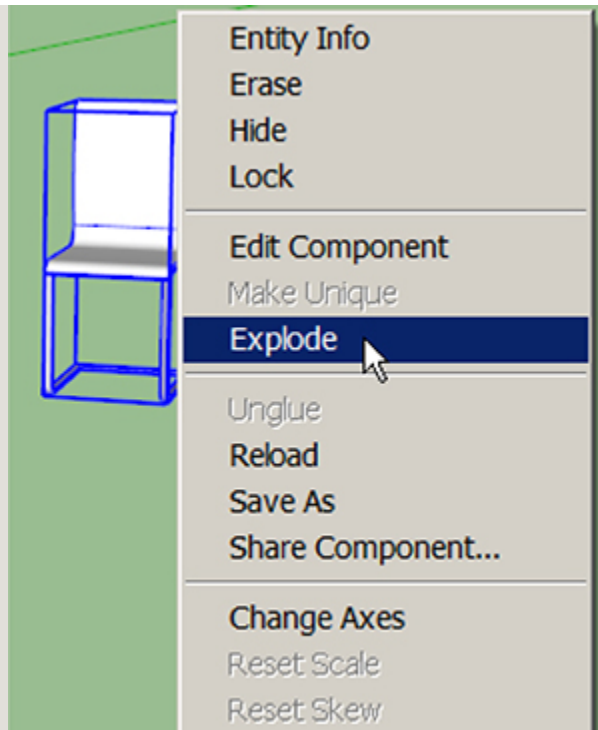 Entity Info
Erase
Hide
Lock
Edit Component
Make Unique
Explode
Unglue
Reload
Save As
Share Component...
Change Axes
Reset Scale
Reset Skew